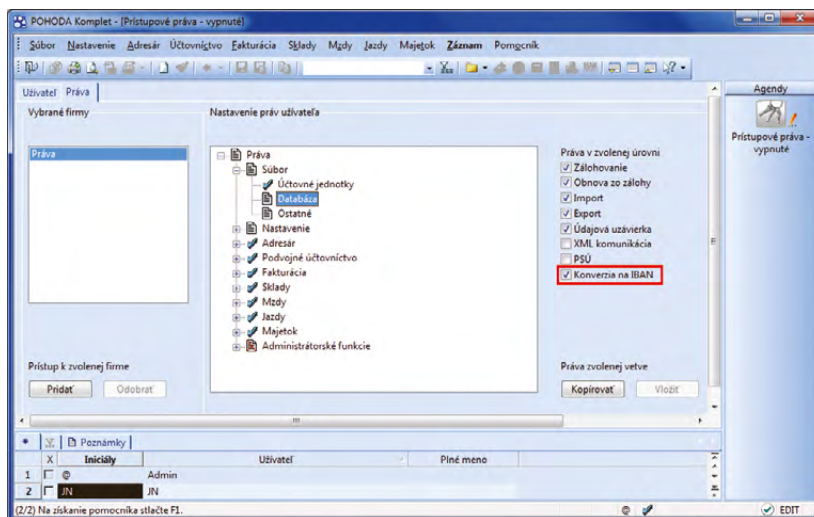 POHODA Komplet - [Prístupové práva - vypnuté]
Súbor Nastavenie Adresár Účtovníctvo Fakturácia Sklady Mzdy Jazdy Majetok Záznam Pomocník
Užívateľ Práva
Vybrané firmy
Práva
Prístup k zvolenej firme
Pridať Odobrať
Nastavenie práv užívateľa
Práva
Súbor
Účtovné jednotky
Databáza
Ostatné
Nastavenie
Adresár
Podvojné účtovníctvo
Fakturácia
Sklady
Mzdy
Jazdy
Majetok
Administrátorské funkcie
Práva v zvolenej úrovni
Zálohovanie
Obnova zo zálohy
Import
Export
Údajová uzávierka
XML komunikácia
PSÚ
Konverzia na IBAN
Práva zvolenej vetve
Kopírovať Vložiť
Agendy
Prístupové práva -
vypnuté
Poznámky
X Iniciály Užívateľ Plné meno
1 @ Admin
2 JN JN
(2/2) Na získanie pomocníka stlačte F1.
@ EDIT